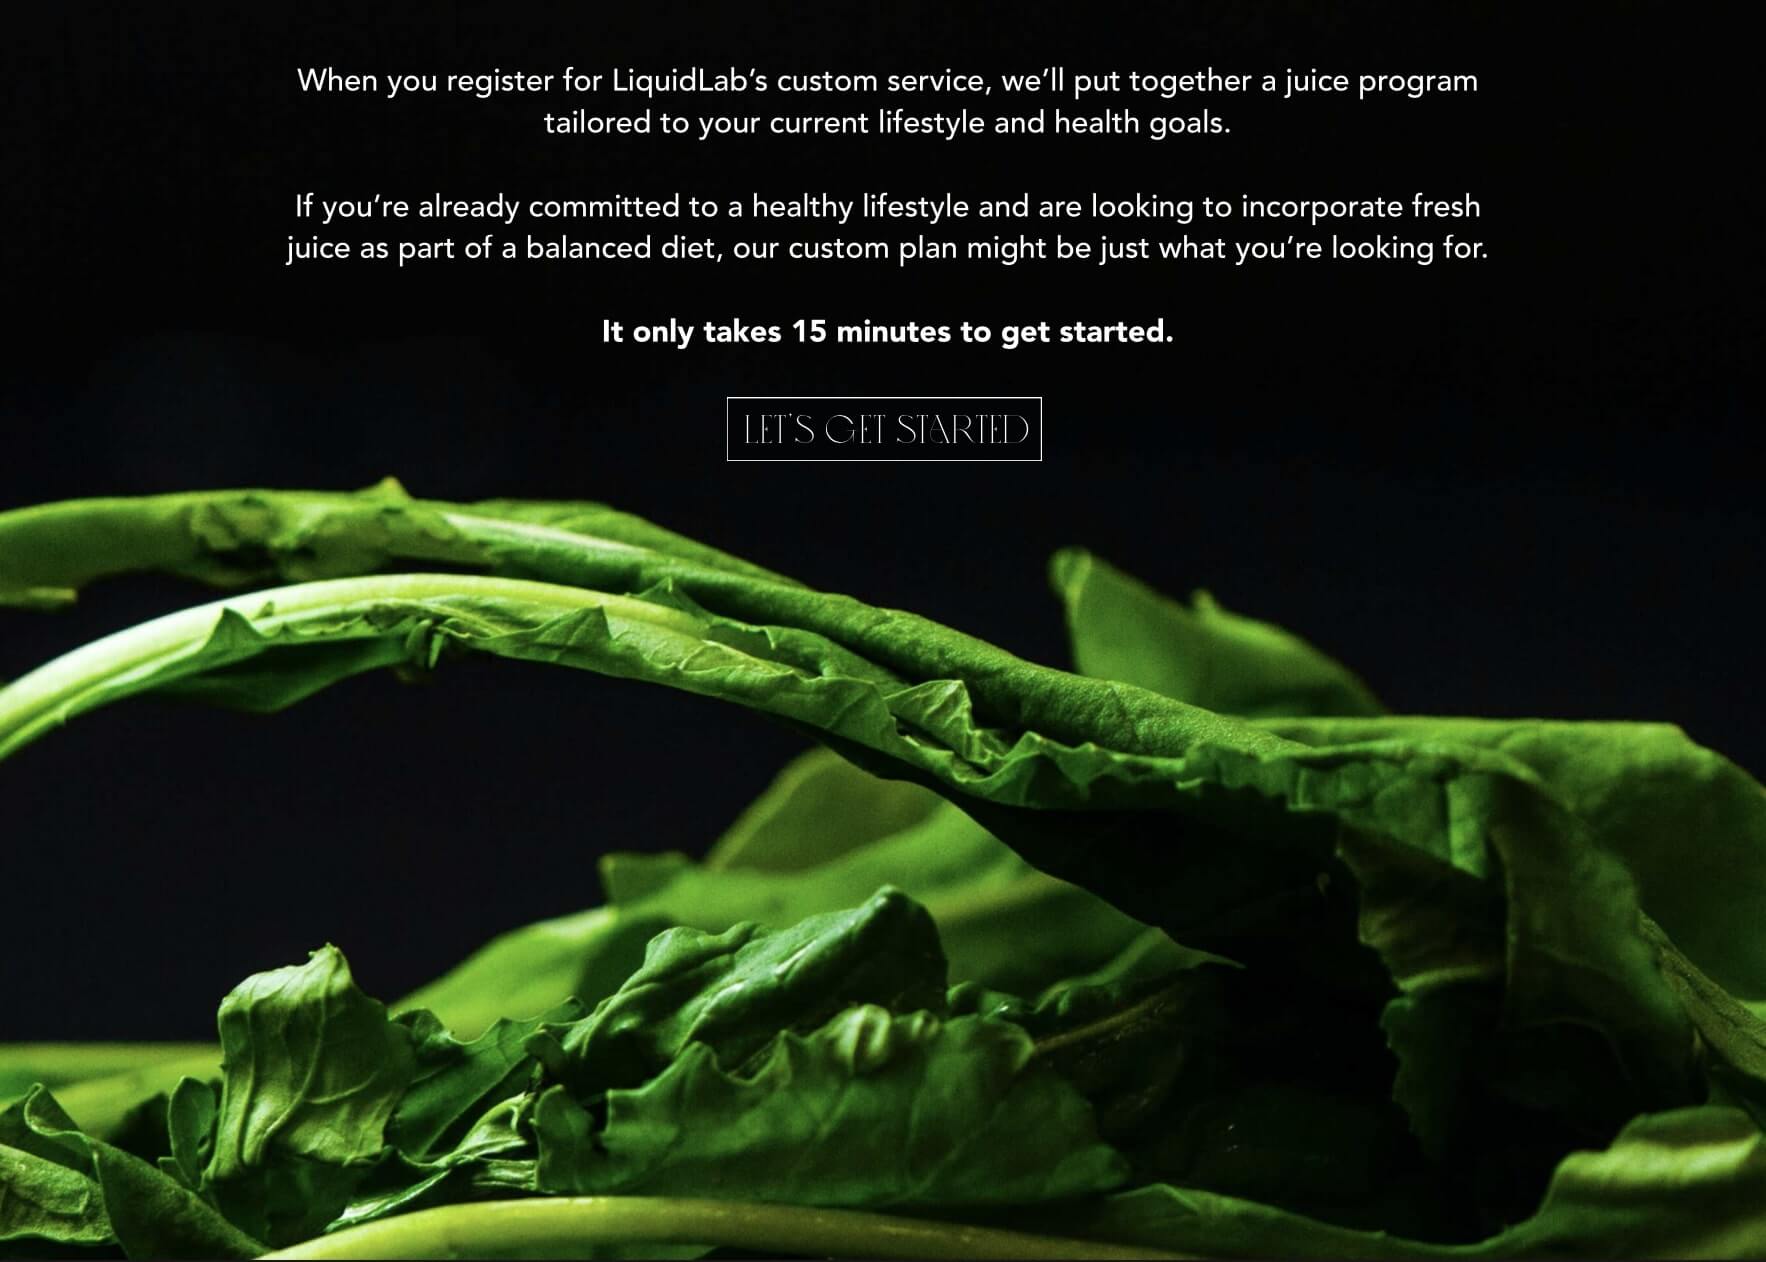 When you register for LiquidLab’s custom service, we’ll put together a juice program
tailored to your current lifestyle and health goals.
If you’re already committed to a healthy lifestyle and are looking to incorporate fresh
juice as part of a balanced diet, our custom plan might be just what you’re looking for.
It only takes 15 minutes to get started.
LET'S GET STARTED